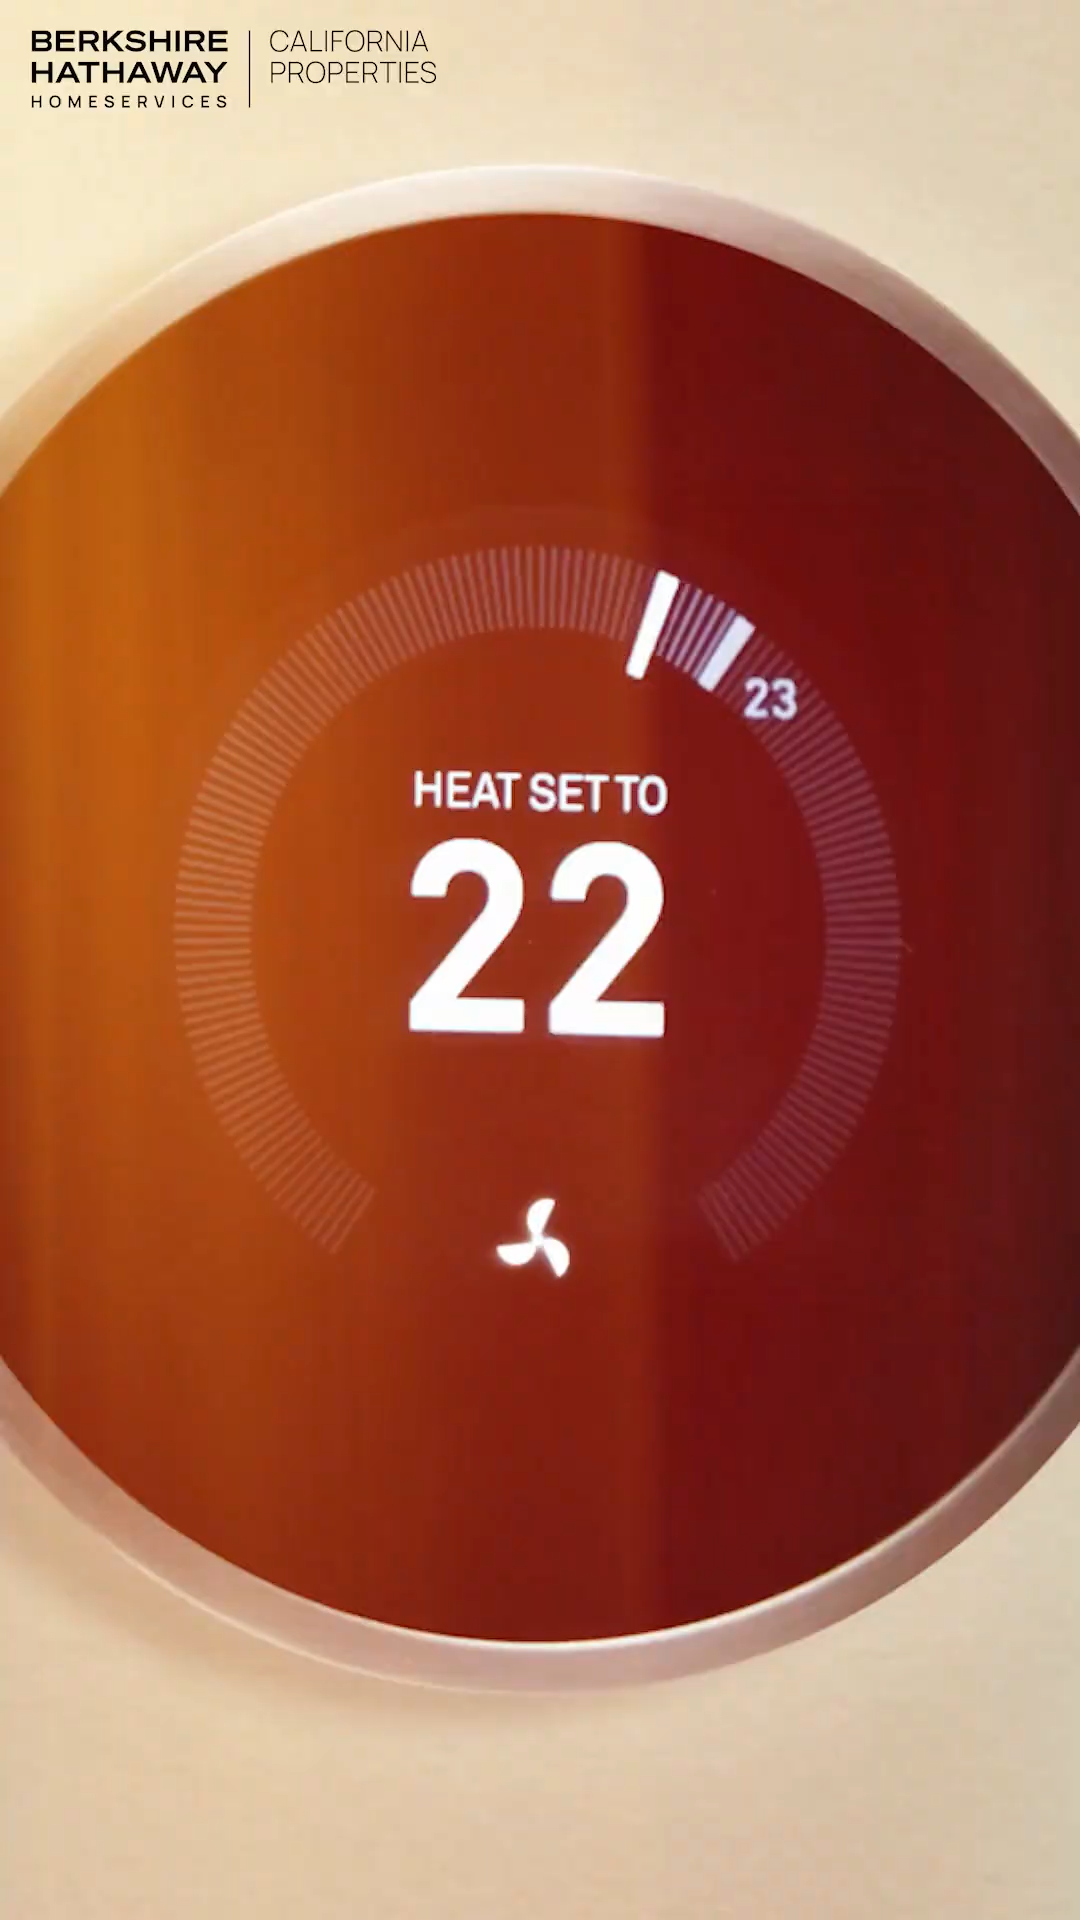 BERKSHIRE
HATHAWAY
HOMESERVICES
CALIFORNIA
PROPERTIES
23
HEAT SET TO
22